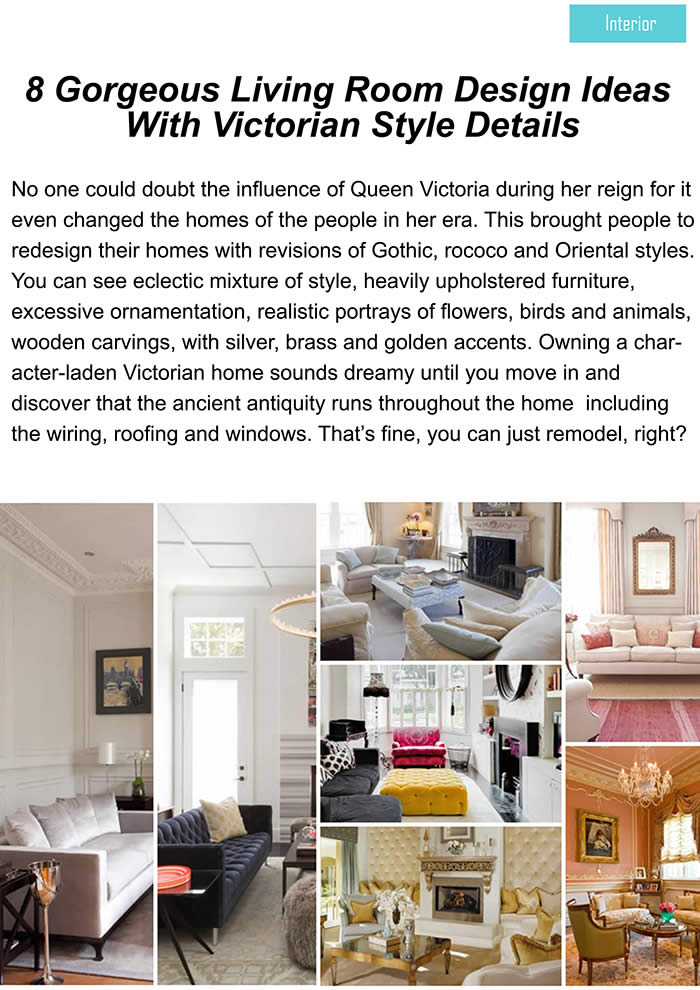 Interior
8 Gorgeous Living Room Design Ideas
With Victorian Style Details
No one could doubt the influence of Queen Victoria during her reign for it
even changed the homes of the people in her era. This brought people to
redesign their homes with revisions of Gothic, rococo and Oriental styles.
You can see eclectic mixture of style, heavily upholstered furniture,
excessive ornamentation, realistic portrays of flowers, birds and animals,
wooden carvings, with silver, brass and golden accents. Owning a char-
acter-laden Victorian home sounds dreamy until you move in and
discover that the ancient antiquity runs throughout the home  including
the wiring, roofing and windows. That’s fine, you can just remodel, right?